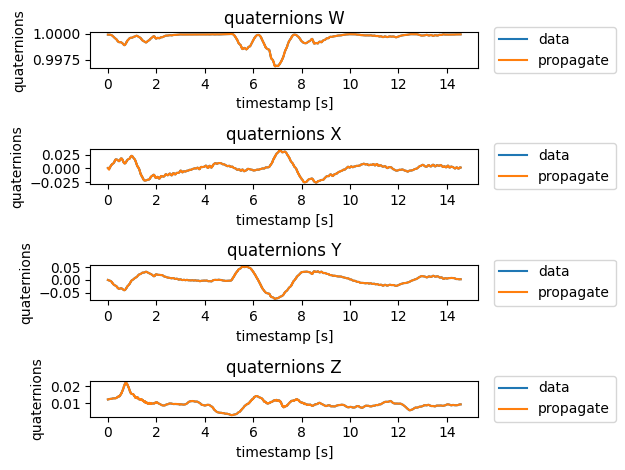 quaternions W
quaternions
1.0000
0.9975
0 2 4 6 8 10 12 14
timestamp [s]
data
propagate
quaternions X
quaternions
0.025
0.000
−0.025
0 2 4 6 8 10 12 14
timestamp [s]
data
propagate
quaternions Y
quaternions
0.05
0.00
−0.05
0 2 4 6 8 10 12 14
timestamp [s]
data
propagate
quaternions Z
quaternions
0.02
0.01
0 2 4 6 8 10 12 14
timestamp [s]
data
propagate